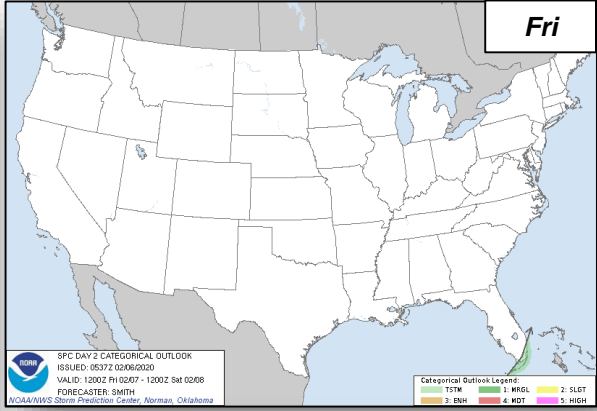 Fri
SPC DAY 2 CATEGORICAL OUTLOOK
ISSUED: 0537Z 02/06/2020
VALID: 1200Z Fri 02/07 - 1200Z Sat 02/08
FORECASTER: SMITH
NOAA/NWS Storm Prediction Center, Norman, Oklahoma
NOAA
Categorical Outlook Legend:
TSTM 1: MRGL 2: SLGT
3: ENH 4: MDT 5: HIGH